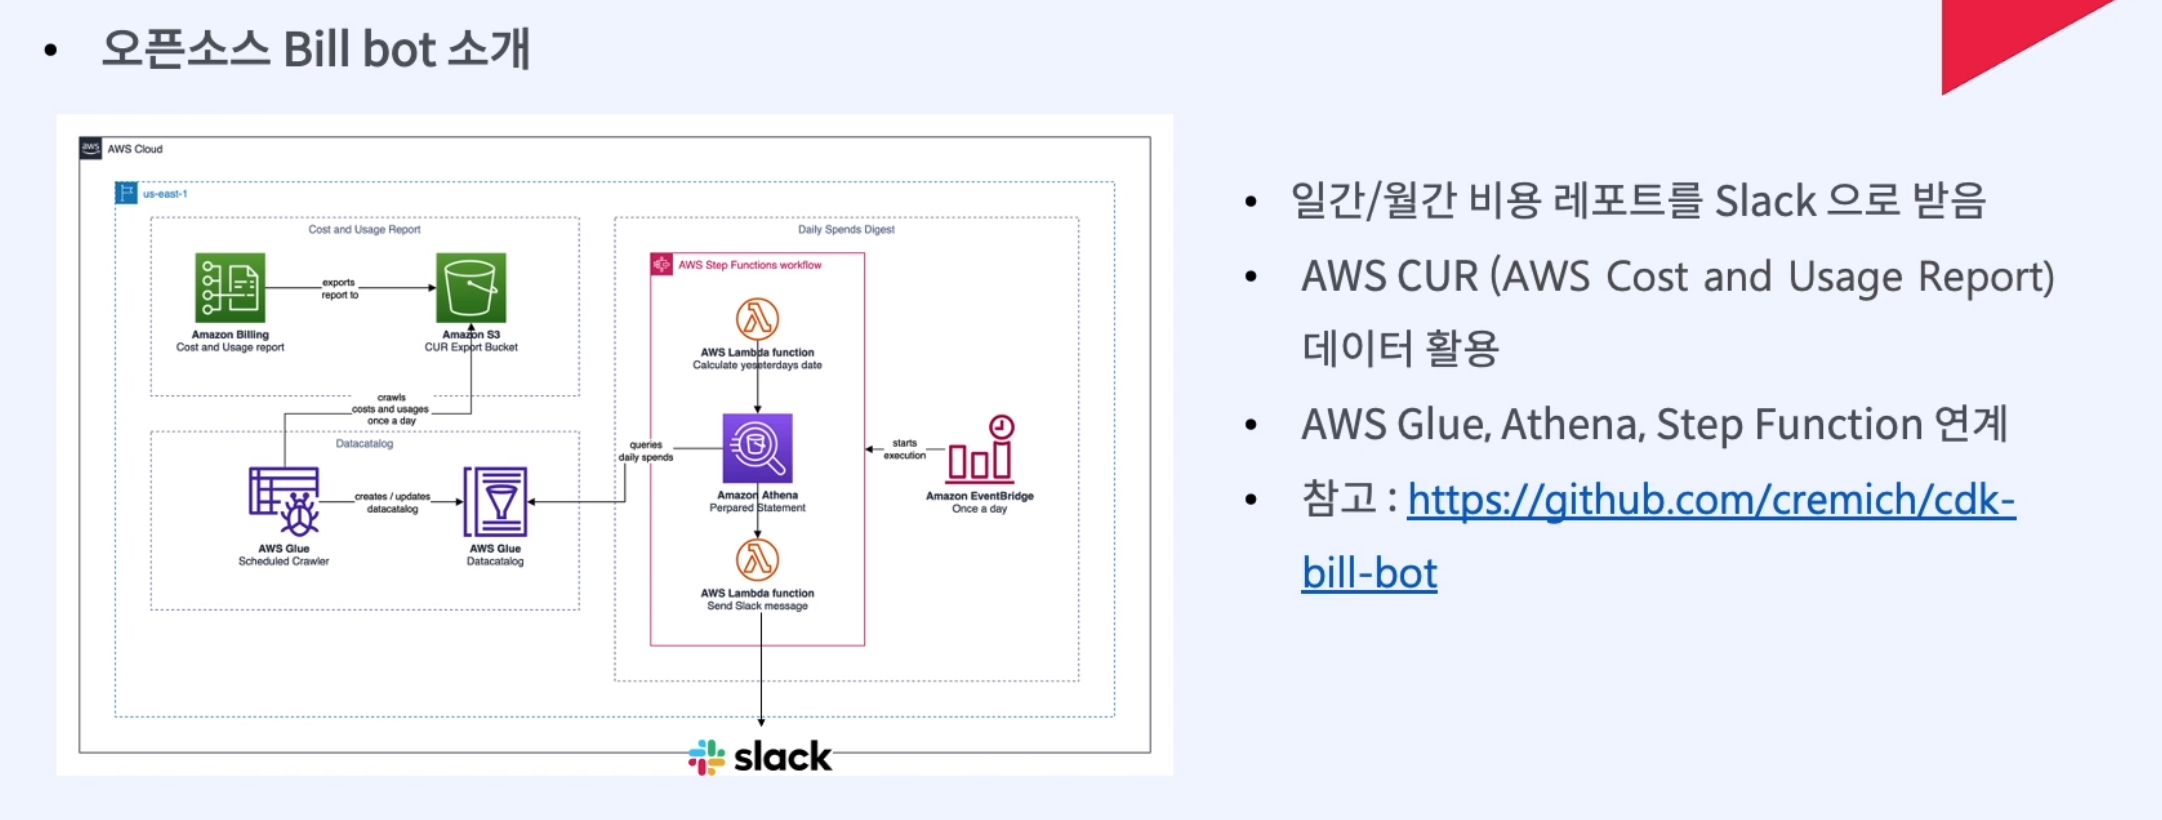 • 오픈소스 Bill bot 소개
aws AWS Cloud
us-east-1
Cost and Usage Report
Amazon Billing
Cost and Usage report
exports
report to
Amazon S3
CUR Export Bucket
crawls
costs and usages
once a day
Datacatalog
AWS Glue
Scheduled Crawler
creates / updates
datacatalog
AWS Glue
Datacatalog
Daily Spends Digest
AWS Step Functions workflow
AWS Lambda function
Calculate yeseterdays date
queries
daily spends
Amazon Athena
Perpared Statement
starts
execution
Amazon EventBridge
Once a day
AWS Lambda function
Send Slack message
slack
• 일간/월간 비용 레포트를 Slack 으로 받음
• AWS CUR (AWS Cost and Usage Report)
데이터 활용
• AWS Glue, Athena, Step Function 연계
• 참고 : https://github.com/cremich/cdk-
bill-bot